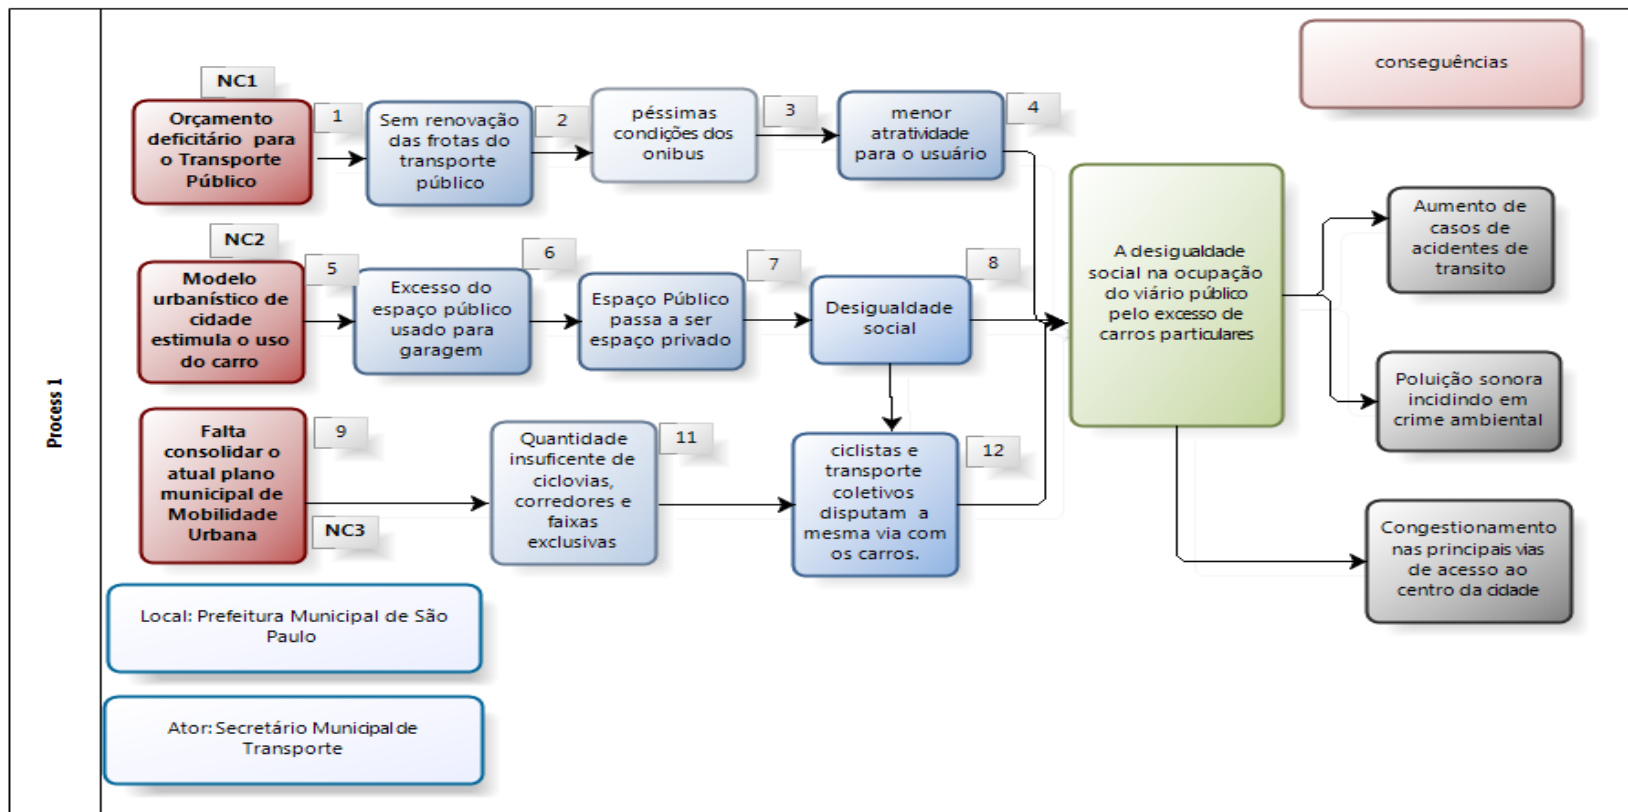 Process 1
conseguências
NC1
Orçamento
deficitário para
o Transporte
Público
1
Sem renovação
das frotas do
transporte
público
2
péssimas
condições dos
onibus
3
menor
atratividade
para o usuário
4
NC2
Modelo
urbanístico de
cidade
estimula o uso
do carro
5
Excesso do
espaço público
usado para
garagem
6
Espaço Público
passa a ser
espaço privado
7
Desigualdade
social
8
Falta
consolidar o
atual plano
municipal de
Mobilidade
Urbana
9
NC3
Quantidade
insuficente de
ciclovias,
corredores e
faixas
exclusivas
11
ciclistas e
transporte
coletivos
disputam a
mesma via com
os carros.
12
A desigualdade
social na ocupação
do viário público
pelo excesso de
carros particulares
Aumento de
casos de
acidentes de
transito
Poluição sonora
incidindo em
crime ambiental
Congestionamento
nas principais vias
de acesso ao
centro da cidade
Local: Prefeitura Municipal de São
Paulo
Ator: Secretário Municipal de
Transporte